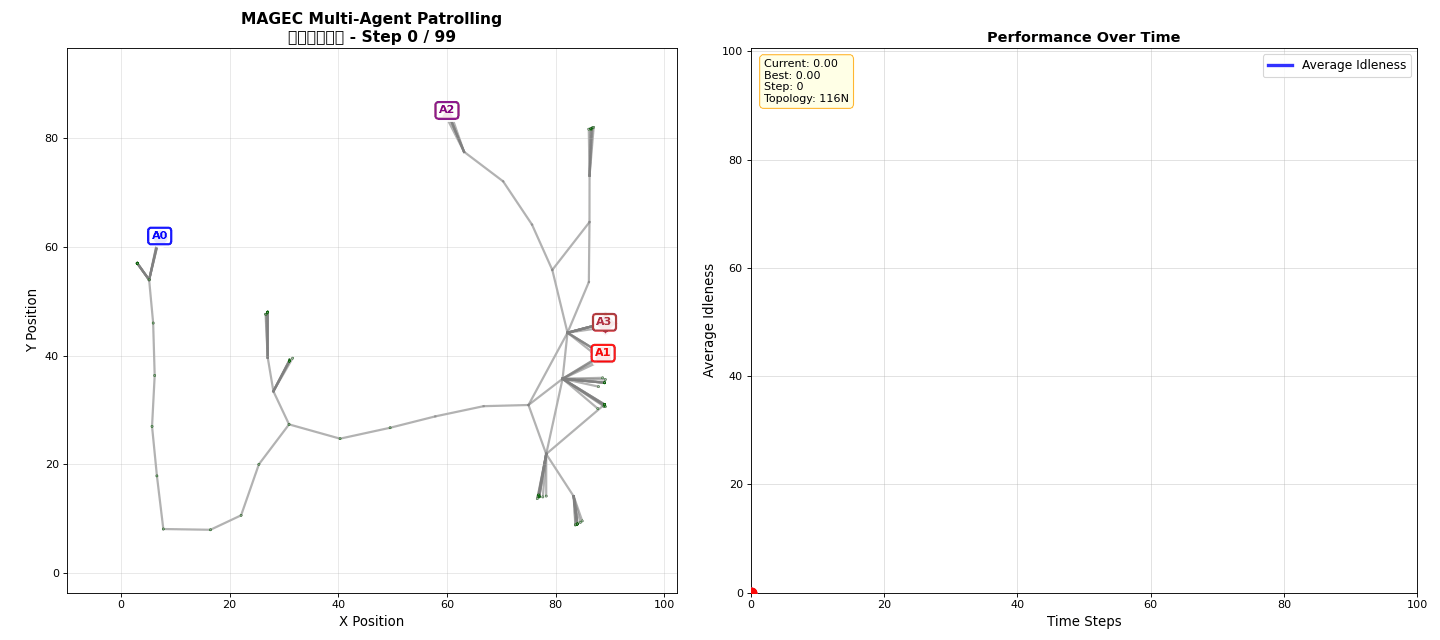 MAGEC Multi-Agent Patrolling
- Step 0 / 99
A2
A0
A3
A1
Y Position
0
20
40
60
80
0
20
40
60
80
100
X Position
Performance Over Time
Current: 0.00
Best: 0.00
Step: 0
Topology: 116N
Average Idleness
Average Idleness
0
20
40
60
80
100
0
20
40
60
80
100
Time Steps